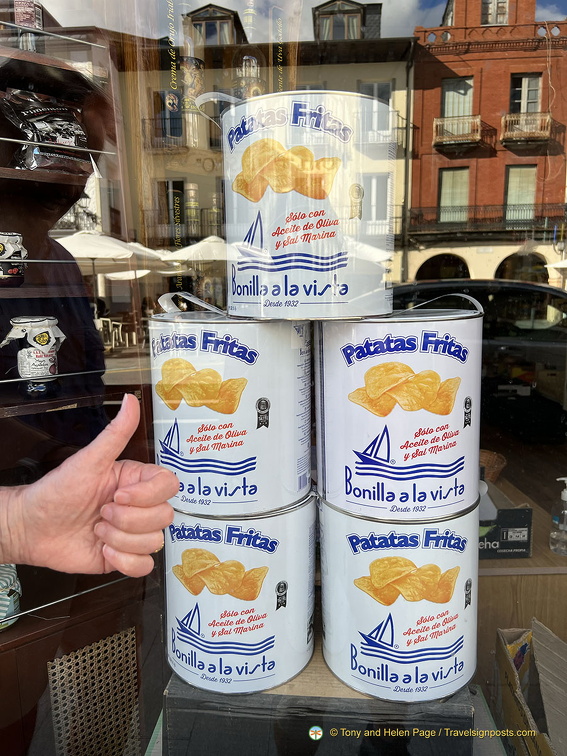 Patatas Fritas
Sólo con
Aceite de Oliva
y Sal Marina
Bonilla a la vista
Desde 1932
Patatas Fritas
Sólo con
Aceite de Oliva
y Sal Marina
a la vista
Desde 1932
Patatas Fritas
Sólo con
Aceite de Oliva
y Sal Marina
Bonilla a la vista
Desde 1932
Patatas Fritas
Sólo con
Aceite de Oliva
y Sal Marina
Bonilla a la vista
Desde 1932
Patatas Fritas
Sólo con
Aceite de Oliva
y Sal Marina
Bonilla a la vista
Desde 1932
© Tony and Helen Page / Travelsignposts.com